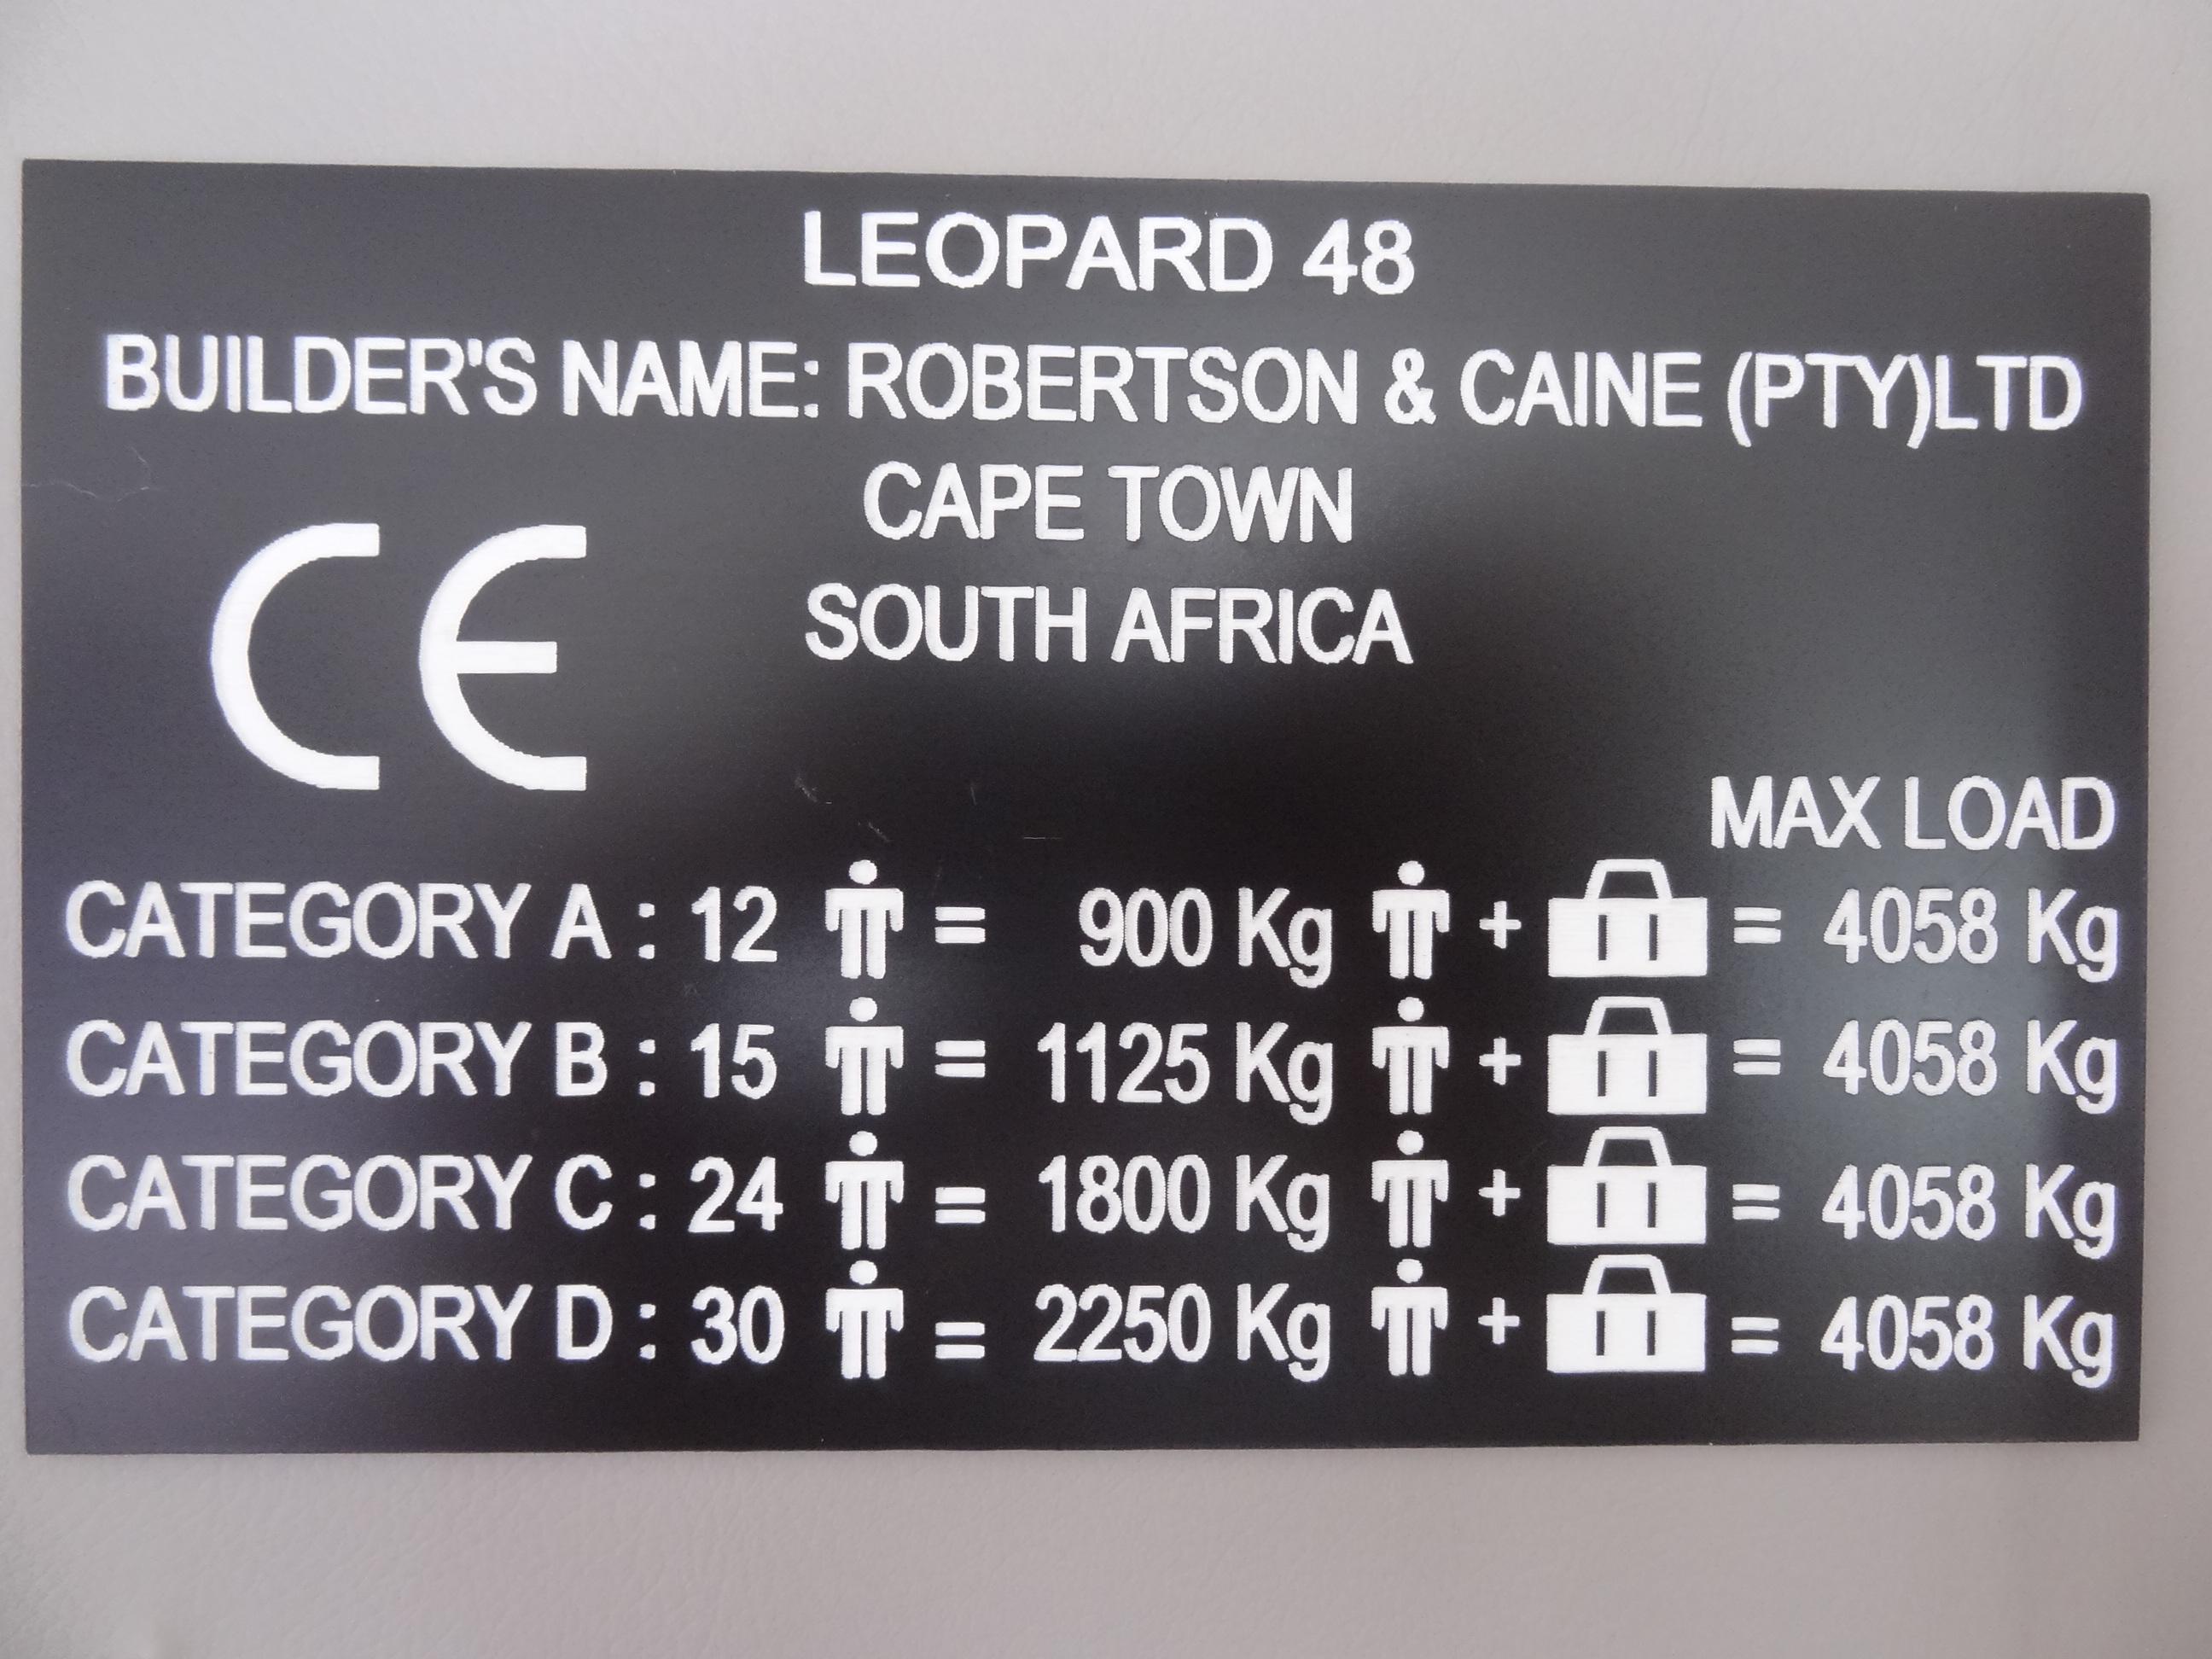 LEOPARD 48
BUILDER'S NAME: ROBERTSON & CAINE (PTY)LTD
CAPE TOWN
SOUTH AFRICA
CE
MAX LOAD
CATEGORY A : 12 = 900 Kg + = 4058 Kg
CATEGORY B : 15 = 1125 Kg + = 4058 Kg
CATEGORY C : 24 = 1800 Kg + = 4058 Kg
CATEGORY D : 30 = 2250 Kg + = 4058 Kg